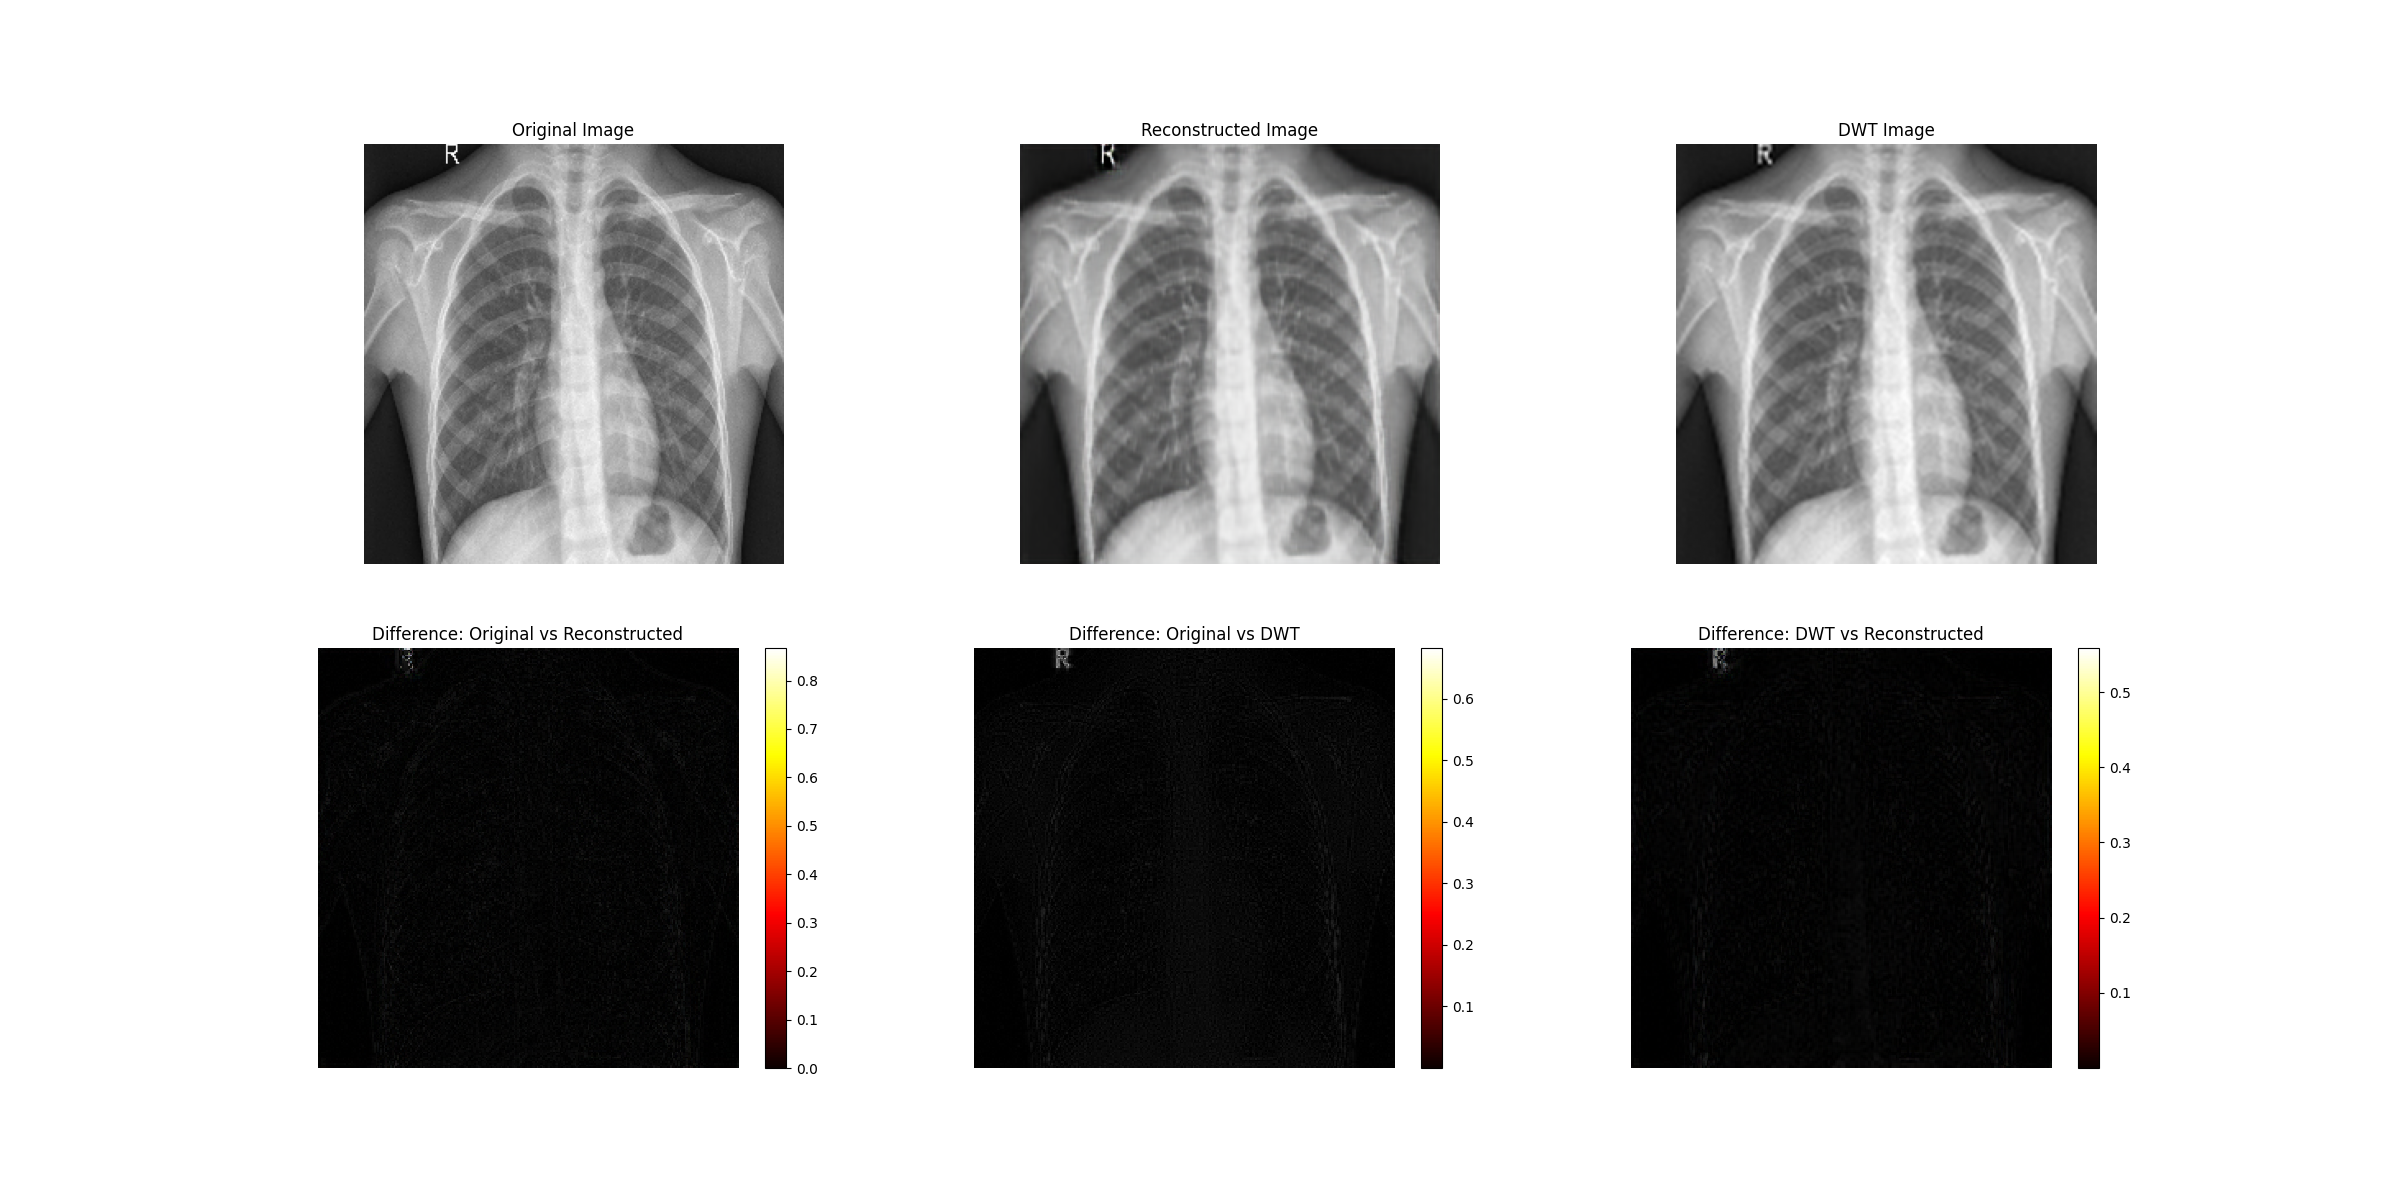 Original Image
Reconstructed Image
DWT Image
R
R
R
Difference: Original vs Reconstructed
Difference: Original vs DWT
Difference: DWT vs Reconstructed
R
R
R
0.8
0.7
0.6
0.5
0.4
0.3
0.2
0.1
0.0
0.6
0.5
0.4
0.3
0.2
0.1
0.5
0.4
0.3
0.2
0.1